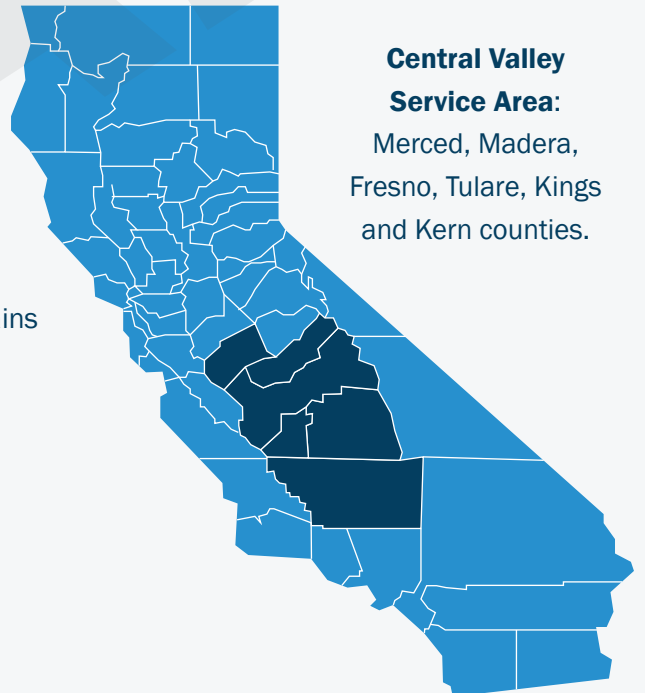 Central Valley
Service Area:
Merced, Madera,
Fresno, Tulare, Kings
and Kern counties.
ins